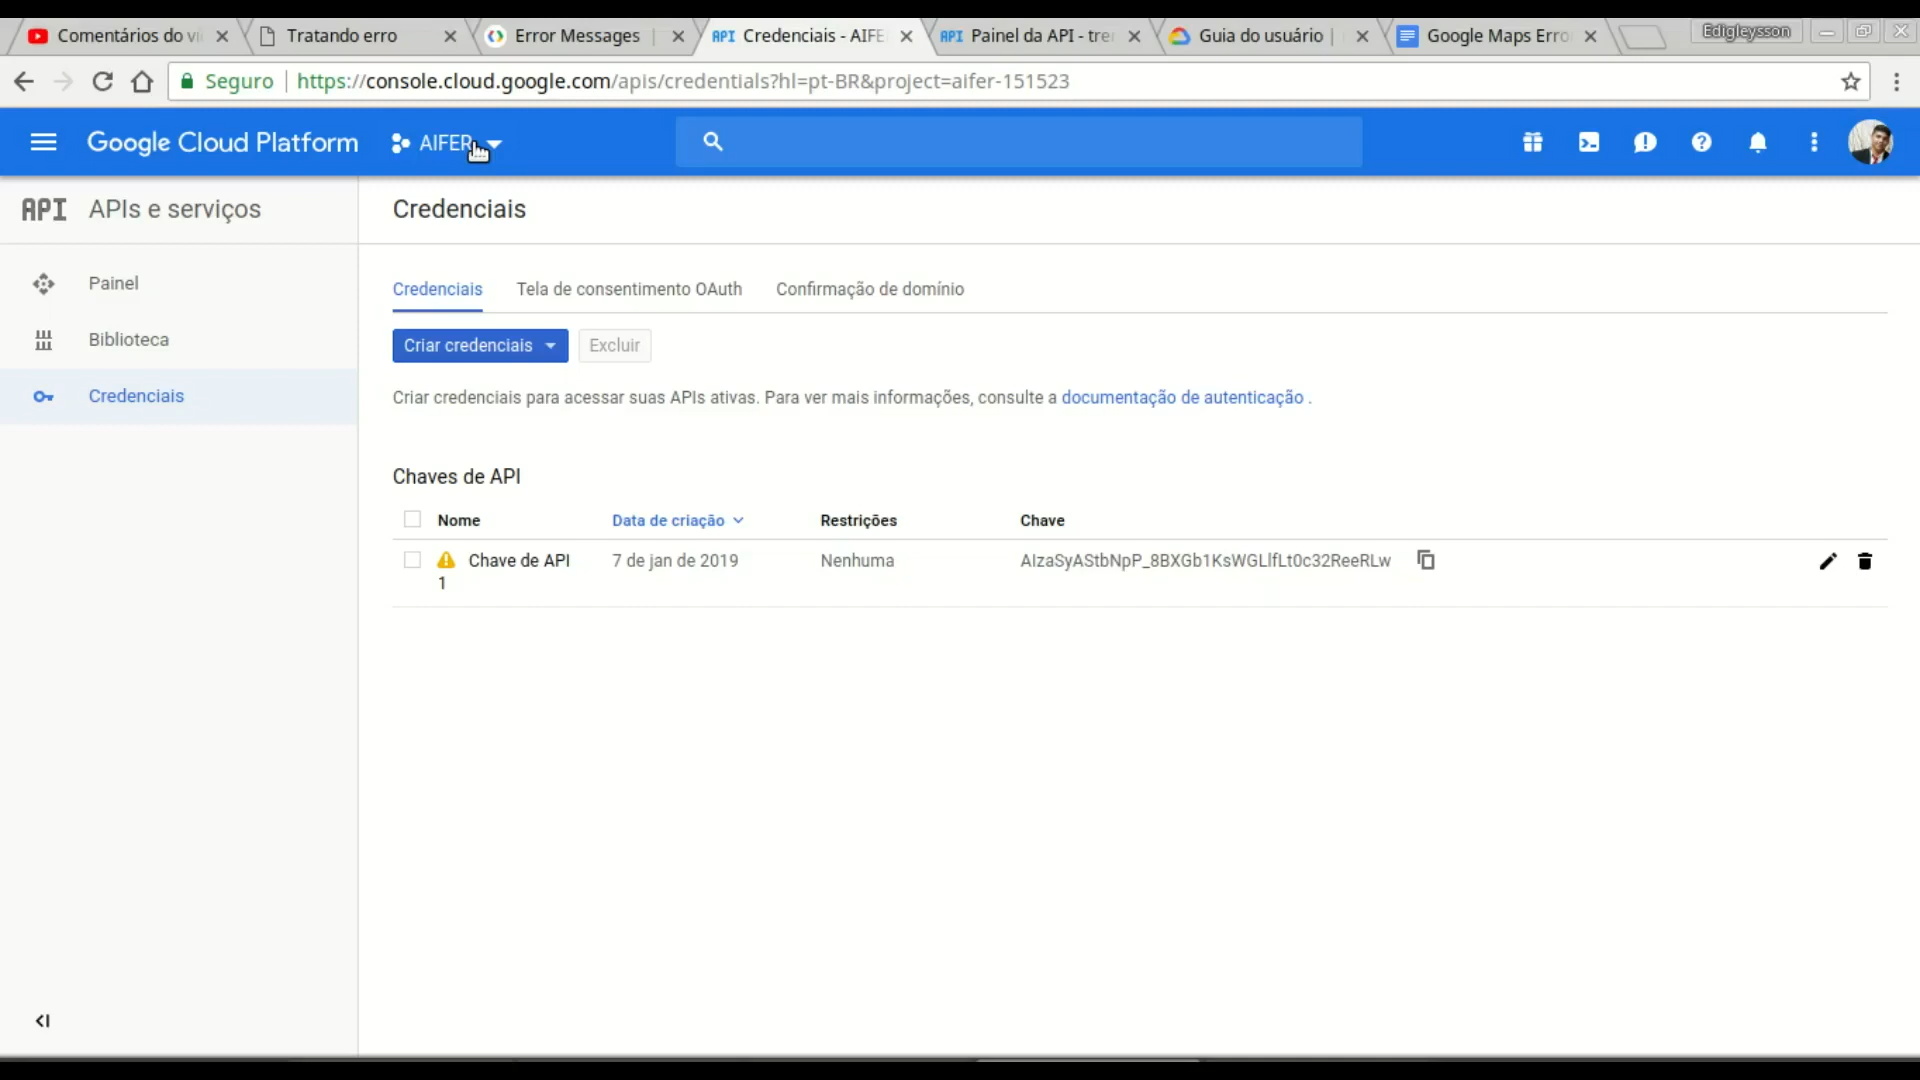 Comentários do ví
Tratando erro
Error Messages
API Credenciais - AIFE
API Painel da API - tre
Guia do usuário |
Google Maps Erro
Edigleysson
Seguro
https://console.cloud.google.com/apis/credentials?hl=pt-BR&project=aifer-151523
Google Cloud Platform
AIFER
API APIs e serviços
Credenciais
Painel
Biblioteca
Credenciais
Credenciais
Tela de consentimento OAuth
Confirmação de domínio
Criar credenciais
Excluir
Criar credenciais para acessar suas APIs ativas. Para ver mais informações, consulte a documentação de autenticação .
Chaves de API
Nome
Data de criação
Restrições
Chave
Chave de API
7 de jan de 2019
Nenhuma
AIzaSyAStbNpP_8BXGb1KsWGLlfLt0c32ReeRLw
1